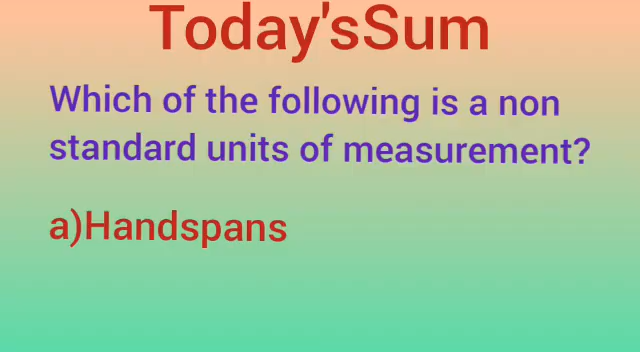 Today'sSum
Which of the following is a non
standard units of measurement?
a)Handspans